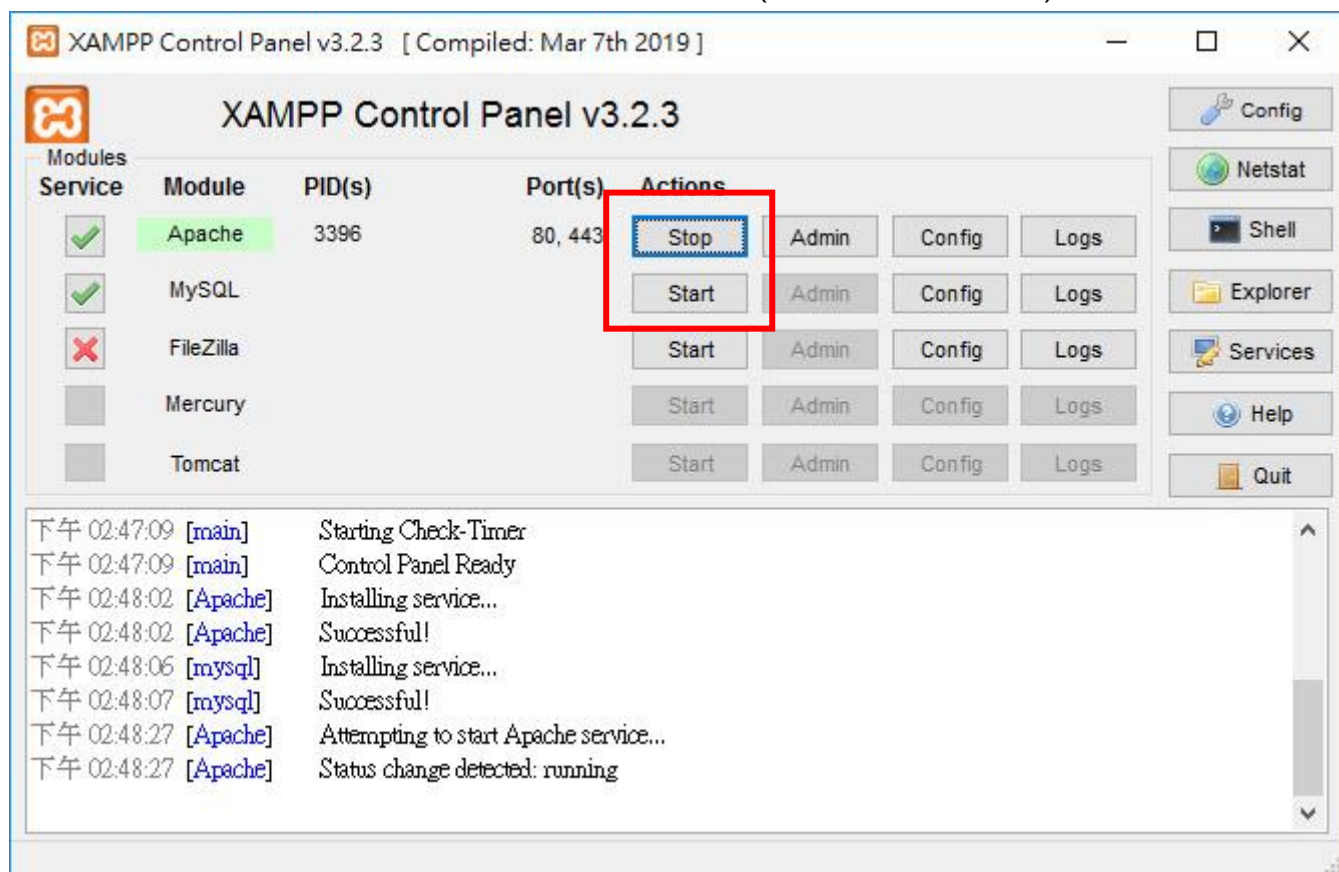 XAMPP Control Panel v3.2.3 [ Compiled: Mar 7th 2019 ]
XAMPP Control Panel v3.2.3
Config
Modules
Netstat
Service Module PID(s) Port(s) Actions
Apache 3396 80, 443 Stop Admin Config Logs
Shell
MySQL Start Admin Config Logs
Explorer
FileZilla Start Admin Config Logs
Services
Mercury Start Admin Config Logs
Help
Tomcat Start Admin Config Logs
Quit
下午 02:47:09 [main] Starting Check-Timer
下午 02:47:09 [main] Control Panel Ready
下午 02:48:02 [Apache] Installing service...
下午 02:48:02 [Apache] Successful!
下午 02:48:06 [mysql] Installing service...
下午 02:48:07 [mysql] Successful!
下午 02:48:27 [Apache] Attempting to start Apache service...
下午 02:48:27 [Apache] Status change detected: running